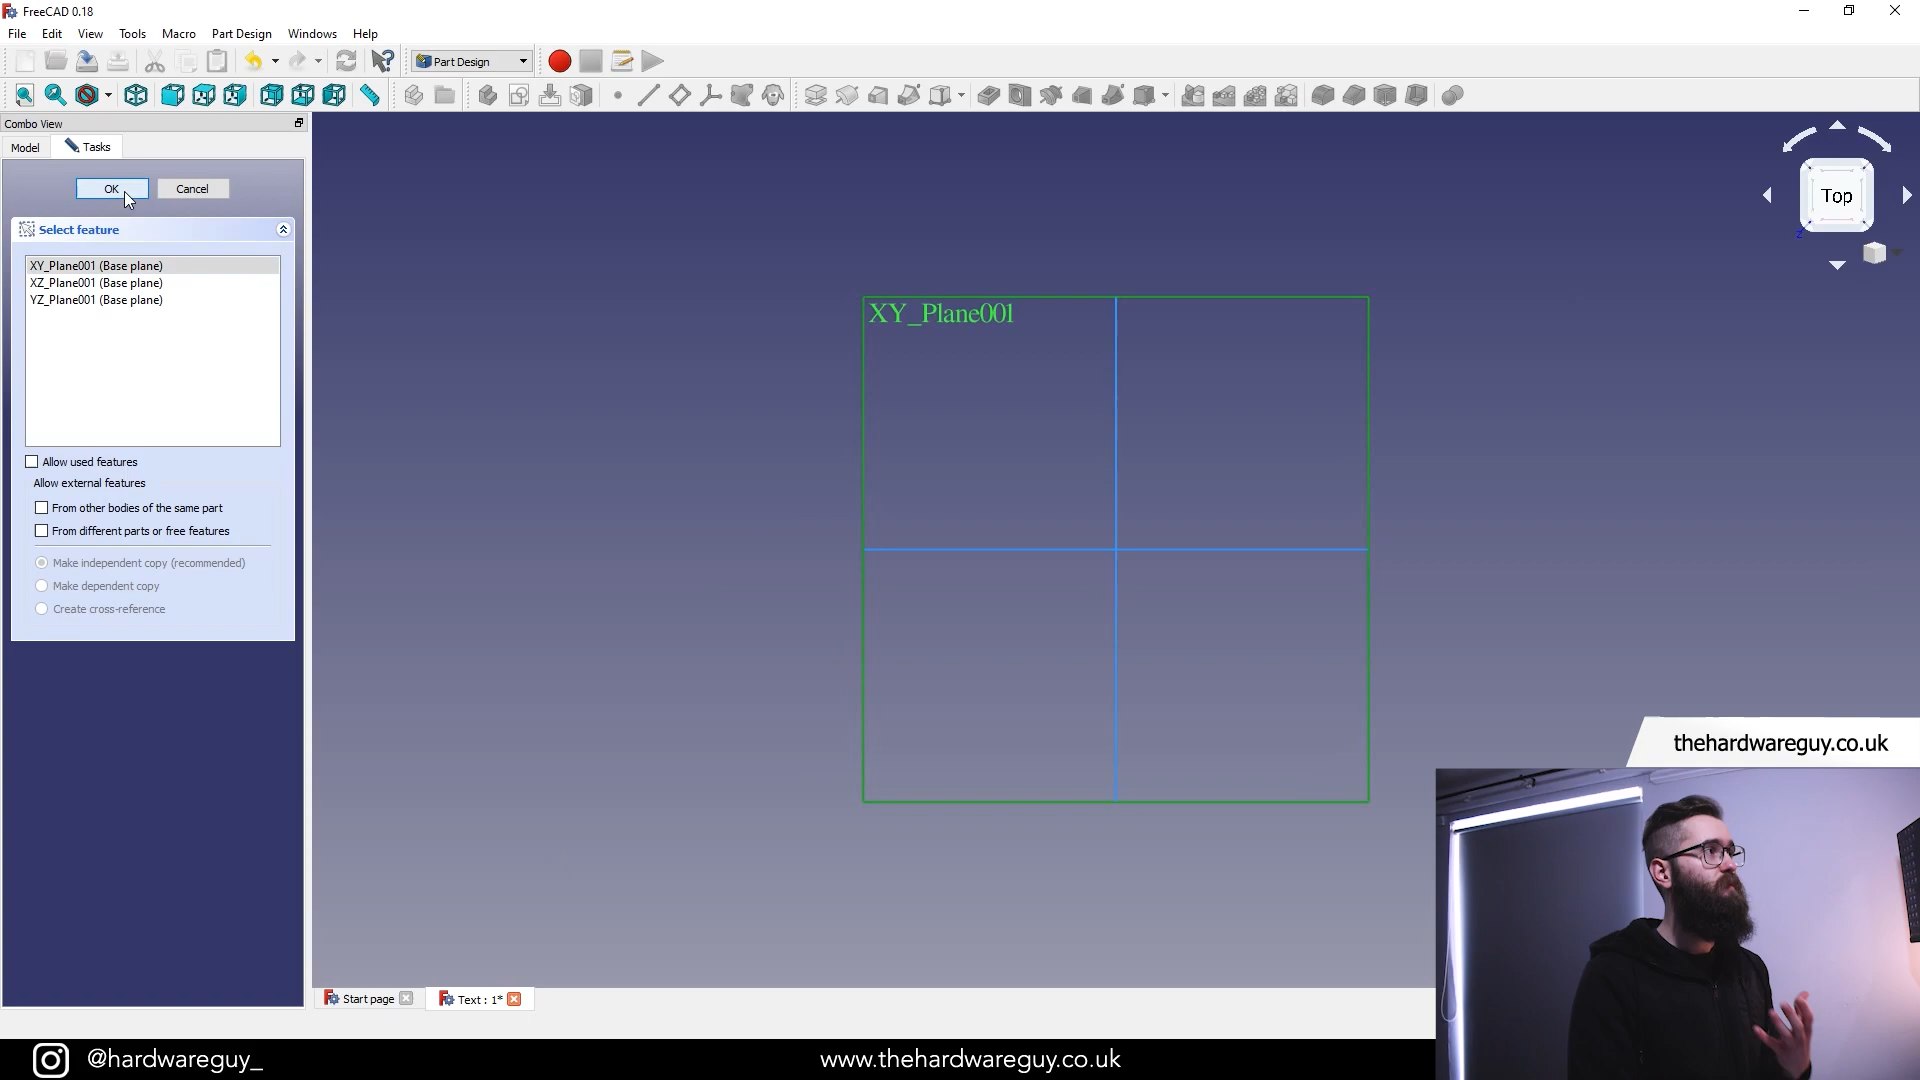 FreeCAD 0.18
File Edit View Tools Macro Part Design Windows Help
Part Design
Combo View
Model Tasks
OK Cancel
Select feature
XY_Plane001 (Base plane)
XZ_Plane001 (Base plane)
YZ_Plane001 (Base plane)
Allow used features
Allow external features
From other bodies of the same part
From different parts or free features
Make independent copy (recommended)
Make dependent copy
Create cross-reference
XY_Plane001
Top
Z
thehardwareguy.co.uk
Start page Text : 1*
@hardwareguy_
www.thehardwareguy.co.uk